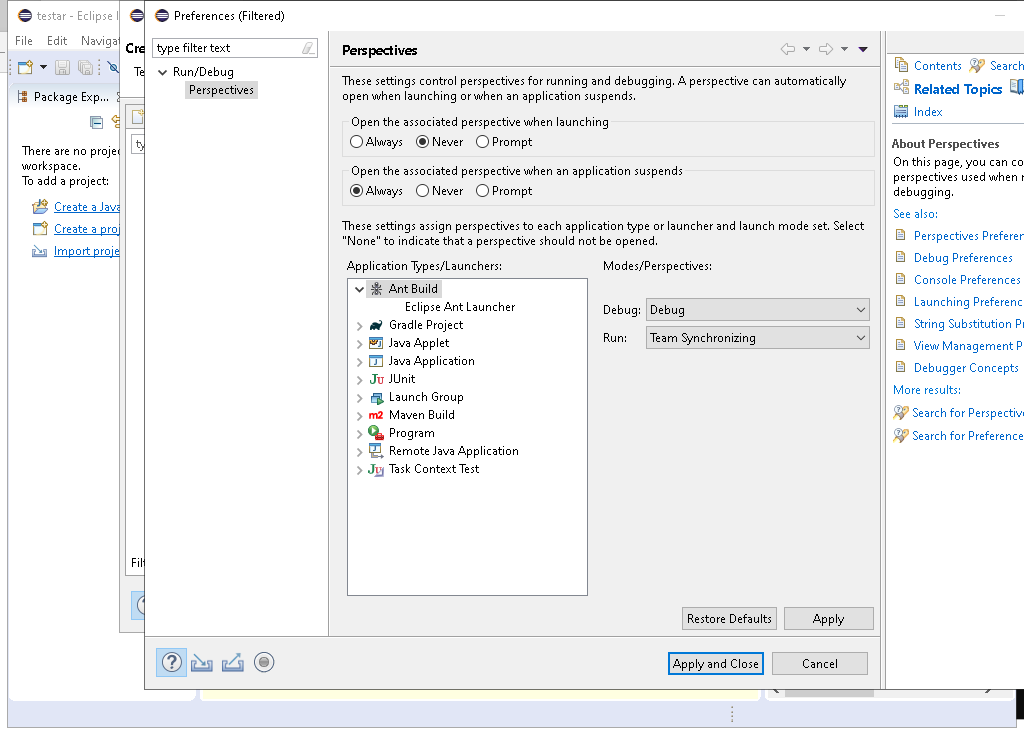 testar - Eclipse I
File Edit Navigat
Package Exp...
There are no projec
workspace.
To add a project:
Create a Java
Create a proj
Import proje
Cre
Te
ty
Filt
Preferences (Filtered)
type filter text
Run/Debug
Perspectives
Perspectives
These settings control perspectives for running and debugging. A perspective can automatically
open when launching or when an application suspends.
Open the associated perspective when launching
Always Never Prompt
Open the associated perspective when an application suspends
Always Never Prompt
These settings assign perspectives to each application type or launcher and launch mode set. Select
"None" to indicate that a perspective should not be opened.
Application Types/Launchers:
Ant Build
Eclipse Ant Launcher
Gradle Project
Java Applet
Java Application
JUnit
Launch Group
Maven Build
Program
Remote Java Application
Task Context Test
Modes/Perspectives:
Debug: Debug
Run: Team Synchronizing
Restore Defaults Apply
Apply and Close Cancel
Contents Search
Related Topics
Index
About Perspectives
On this page, you can co
perspectives used when r
debugging.
See also:
Perspectives Preferen
Debug Preferences
Console Preferences
Launching Preferenc
String Substitution Pr
View Management P
Debugger Concepts
More results:
Search for Perspective
Search for Preference